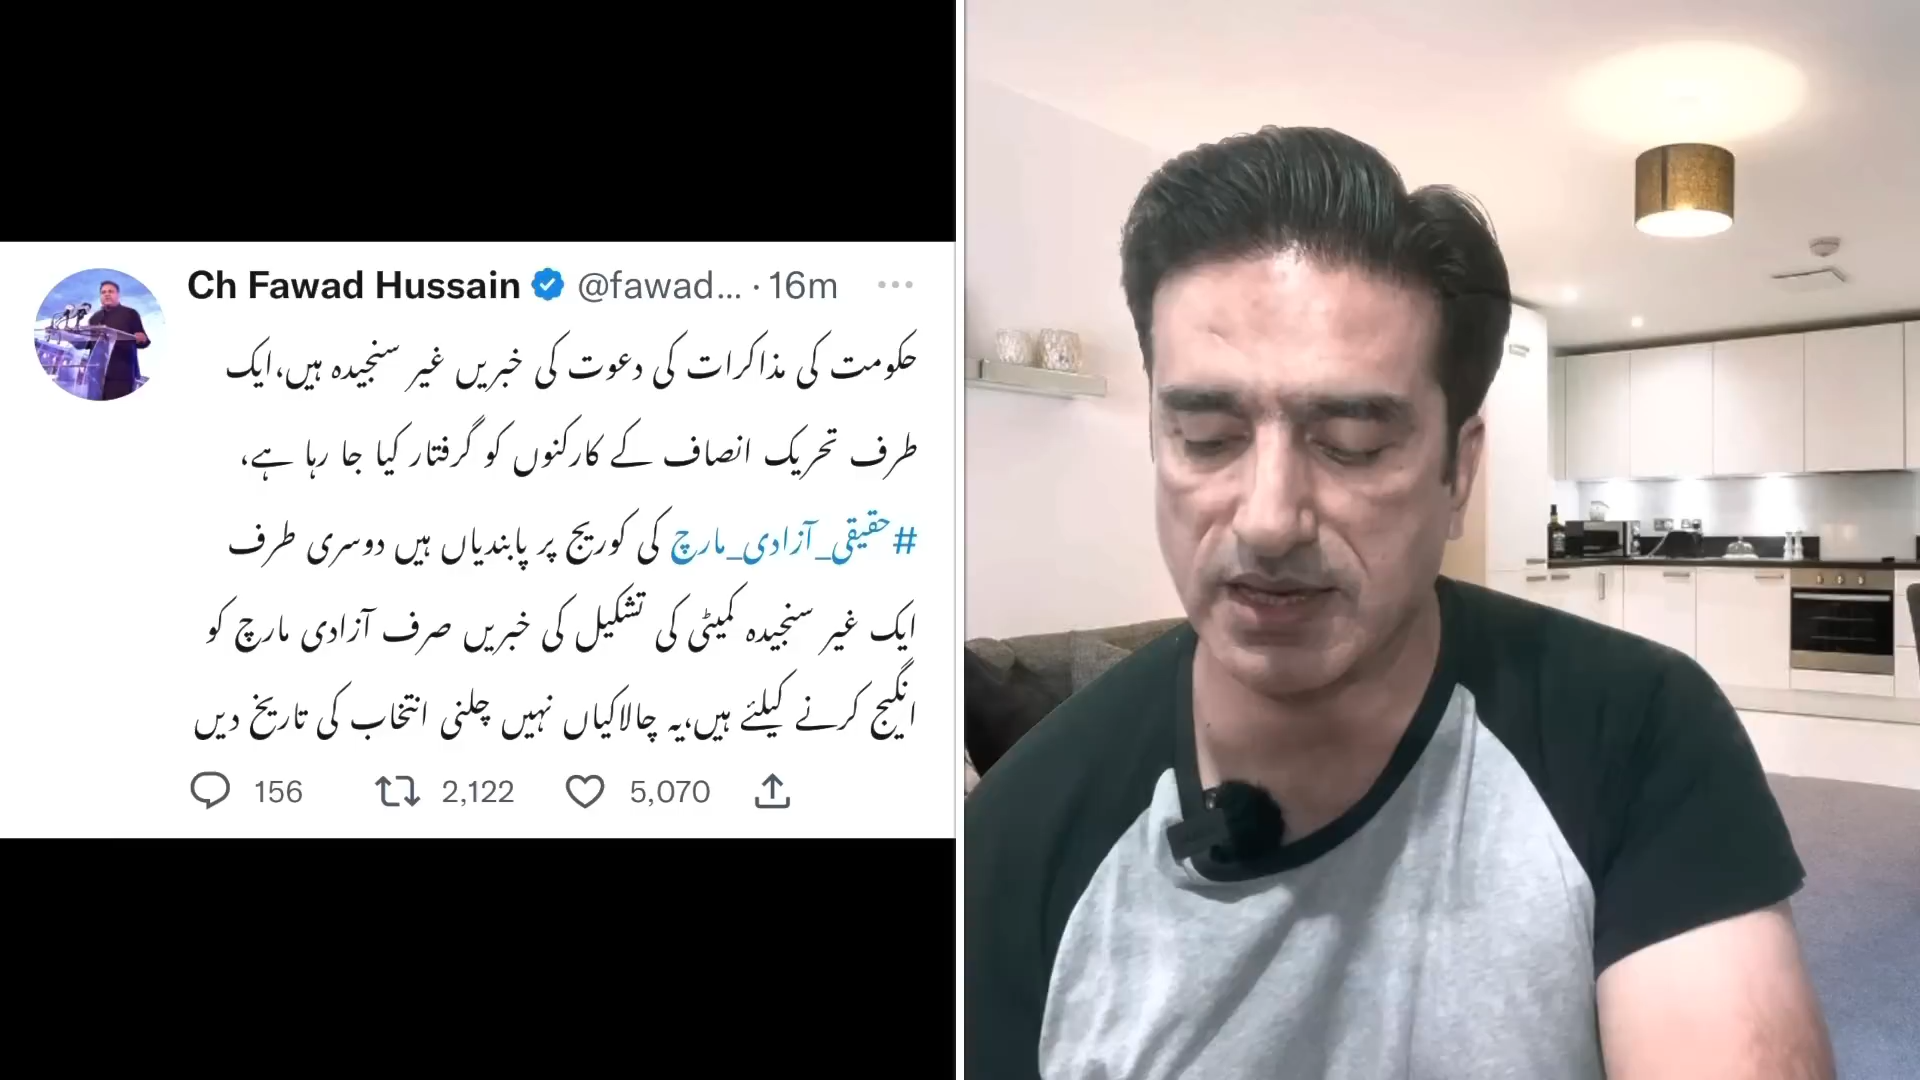 Ch Fawad Hussain @fawad... · 16m
حکومت کی مذاکرات کی دعوت کی خبریں غیر سنجیدہ ہیں،ایک
طرف تحریک انصاف کے کارکنوں کو گرفتار کیا جا رہا ہے،
#حقیقی_آزادی_مارچ کی کوریج پر پابندیاں ہیں دوسری طرف
ایک غیر سنجیدہ کمیٹی کی تشکیل کی خبریں صرف آزادی مارچ کو
انگیج کرنے کیلئے ہیں،یہ چالاکیاں نہیں چلنی انتخاب کی تاریخ دیں
156 2,122 5,070